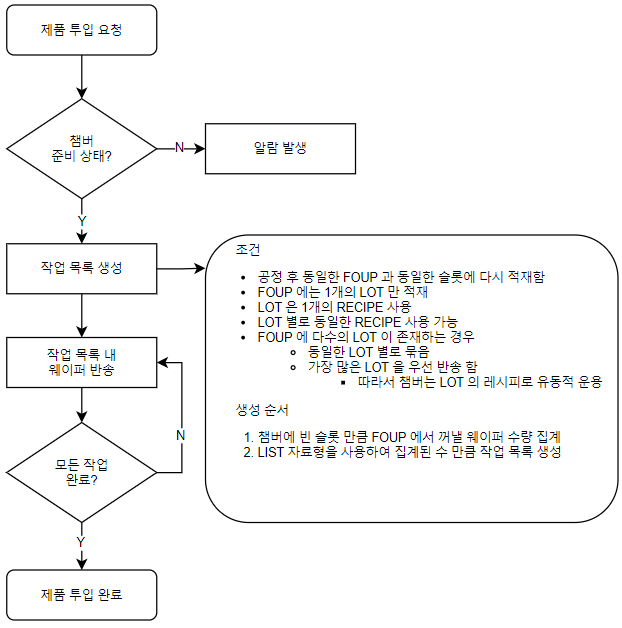 제품 투입 요청
챔버
준비 상태?
N
알람 발생
Y
작업 목록 생성
조건
공정 후 동일한 FOUP 과 동일한 슬롯에 다시 적재함
FOUP 에는 1개의 LOT 만 적재
LOT 은 1개의 RECIPE 사용
LOT 별로 동일한 RECIPE 사용 가능
FOUP 에 다수의 LOT 이 존재하는 경우
동일한 LOT 별로 묶음
가장 많은 LOT 을 우선 반송 함
따라서 챔버는 LOT 의 레시피로 유동적 운용
생성 순서
1. 챔버에 빈 슬롯 만큼 FOUP 에서 꺼낼 웨이퍼 수량 집계
2. LIST 자료형을 사용하여 집계된 수 만큼 작업 목록 생성
작업 목록 내
웨이퍼 반송
N
모든 작업
완료?
Y
제품 투입 완료